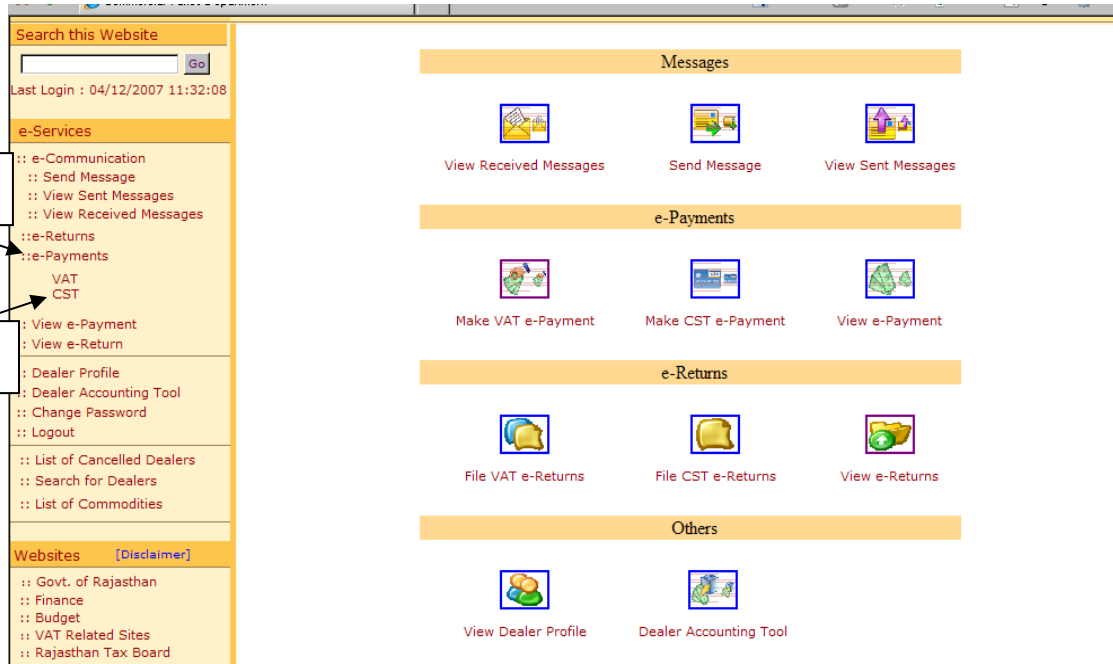 Search this Website
Go
Last Login : 04/12/2007 11:32:08
e-Services
:: e-Communication
:: Send Message
:: View Sent Messages
:: View Received Messages
::e-Returns
::e-Payments
VAT
CST
: View e-Payment
: View e-Return
: Dealer Profile
: Dealer Accounting Tool
:: Change Password
:: Logout
:: List of Cancelled Dealers
:: Search for Dealers
:: List of Commodities
Websites [Disclaimer]
:: Govt. of Rajasthan
:: Finance
:: Budget
:: VAT Related Sites
:: Rajasthan Tax Board
Messages
View Received Messages Send Message View Sent Messages
e-Payments
Make VAT e-Payment Make CST e-Payment View e-Payment
e-Returns
File VAT e-Returns File CST e-Returns View e-Returns
Others
View Dealer Profile Dealer Accounting Tool